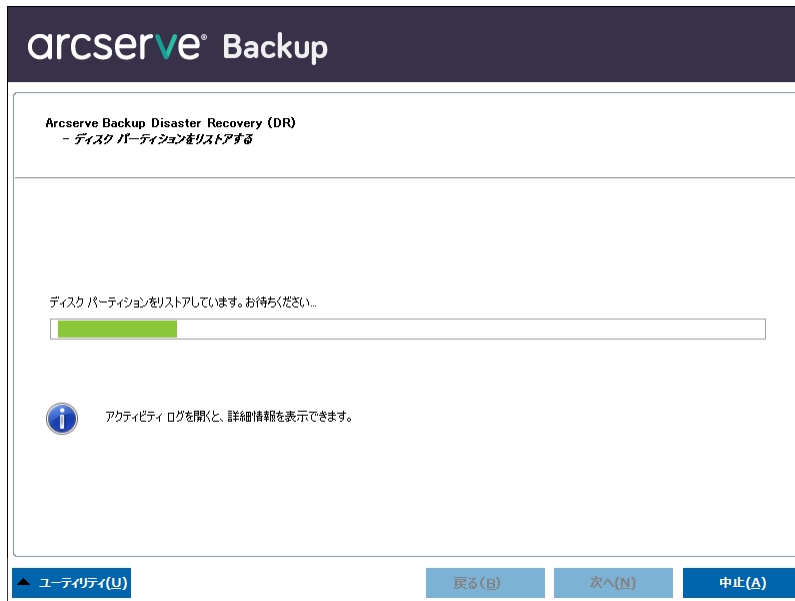 arcserve® Backup
Arcserve Backup Disaster Recovery (DR)
- ディスク パーティションをリストアする
ディスク パーティションをリストアしています。お待ちください...
アクティビティ ログを開くと、詳細情報を表示できます。
ユーティリティ(U)
戻る(B)
次へ(N)
中止(A)